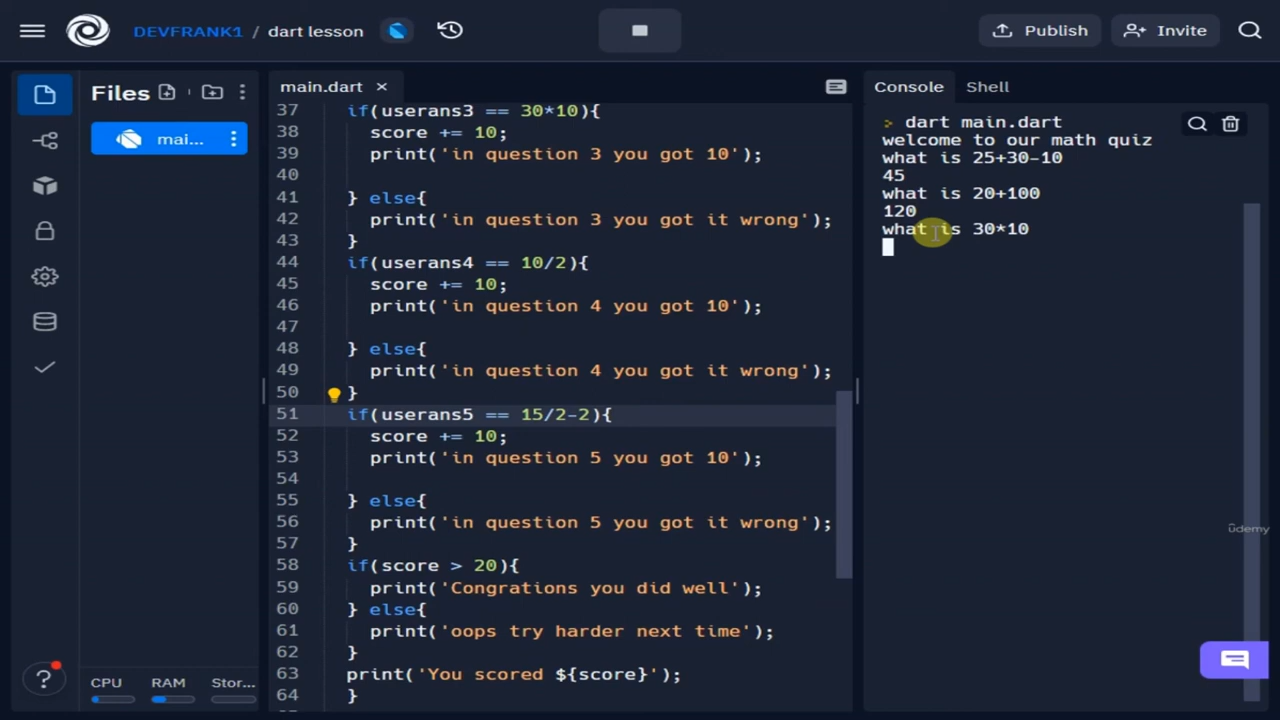 DEVFRANK1 / dart lesson
Publish
Invite
Files
mai...
main.dart
37 if(userans3 == 30*10){
38 score += 10;
39 print('in question 3 you got 10');
40
41 } else{
42 print('in question 3 you got it wrong');
43 }
44 if(userans4 == 10/2){
45 score += 10;
46 print('in question 4 you got 10');
47
48 } else{
49 print('in question 4 you got it wrong');
50 }
51 if(userans5 == 15/2-2){
52 score += 10;
53 print('in question 5 you got 10');
54
55 } else{
56 print('in question 5 you got it wrong');
57 }
58 if(score > 20){
59 print('Congrations you did well');
60 } else{
61 print('oops try harder next time');
62 }
63 print('You scored ${score}');
64 }
Console Shell
> dart main.dart
welcome to our math quiz
what is 25+30-10
45
what is 20+100
120
what is 30*10
udemy
CPU RAM Stor...